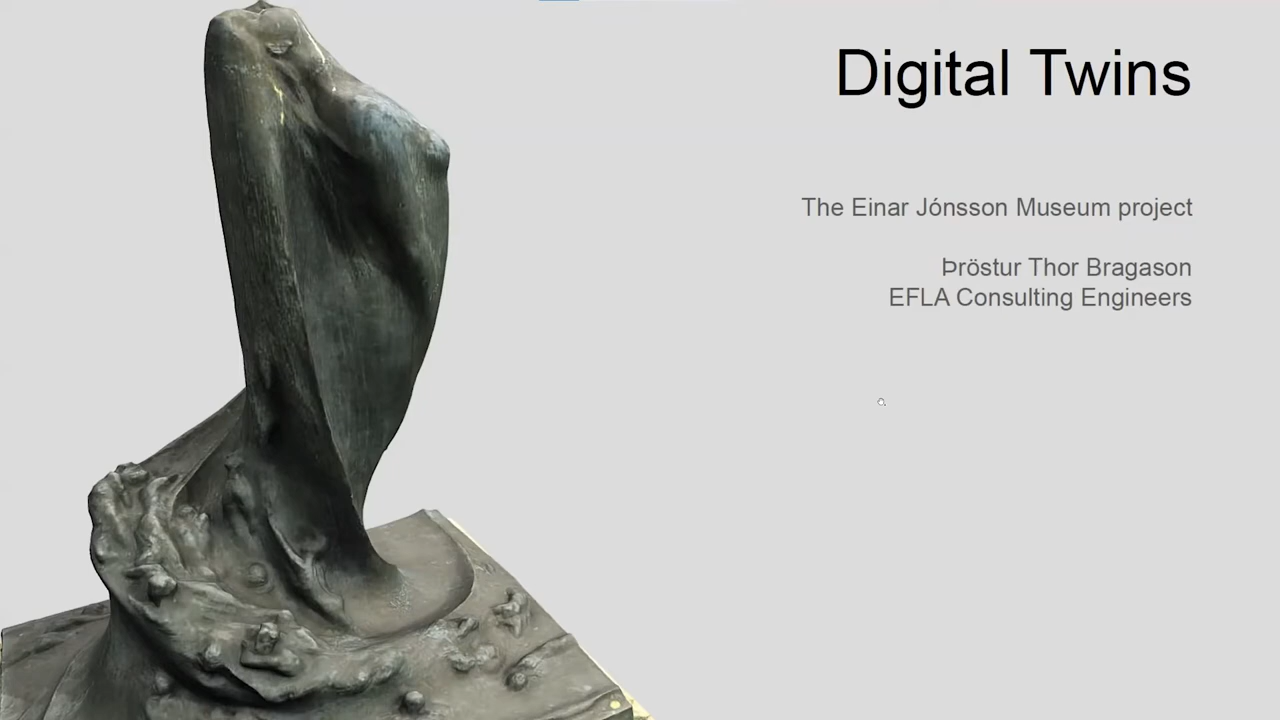 Digital Twins
The Einar Jónsson Museum project
Þröstur Thor Bragason
EFLA Consulting Engineers